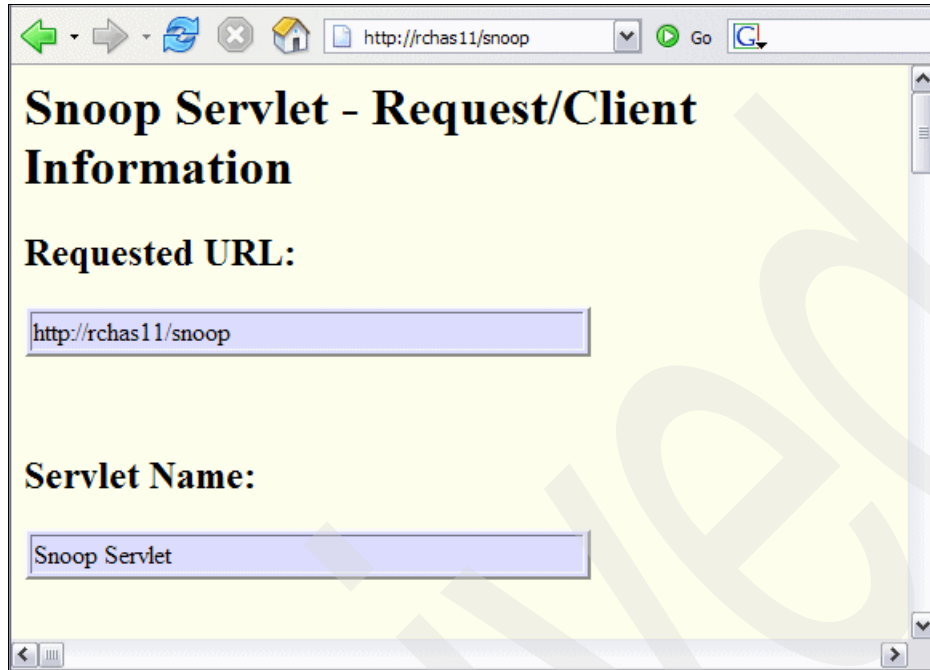 http://rchas11/snoop
Go
G
Snoop Servlet - Request/Client
Information
Requested URL:
http://rchas11/snoop
Servlet Name:
Snoop Servlet